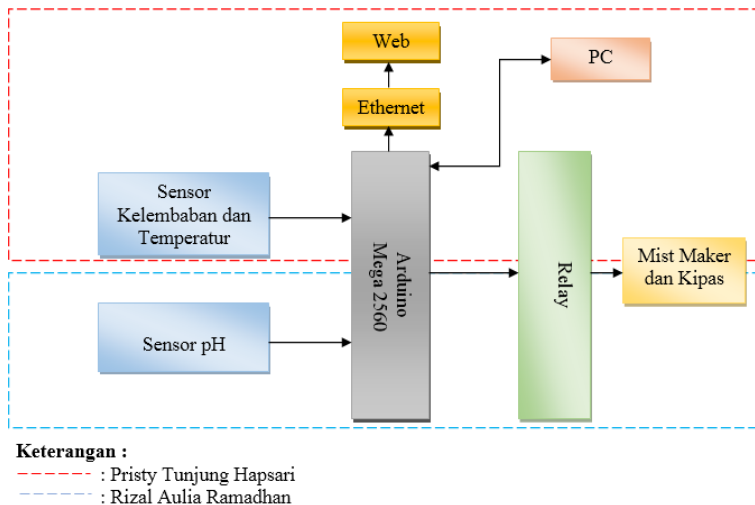 Web
PC
Ethernet
Sensor
Kelembaban dan
Temperatur
Arduino
Mega 2560
Relay
Mist Maker
dan Kipas
Sensor pH
Keterangan :
: Pristy Tunjung Hapsari
: Rizal Aulia Ramadhan